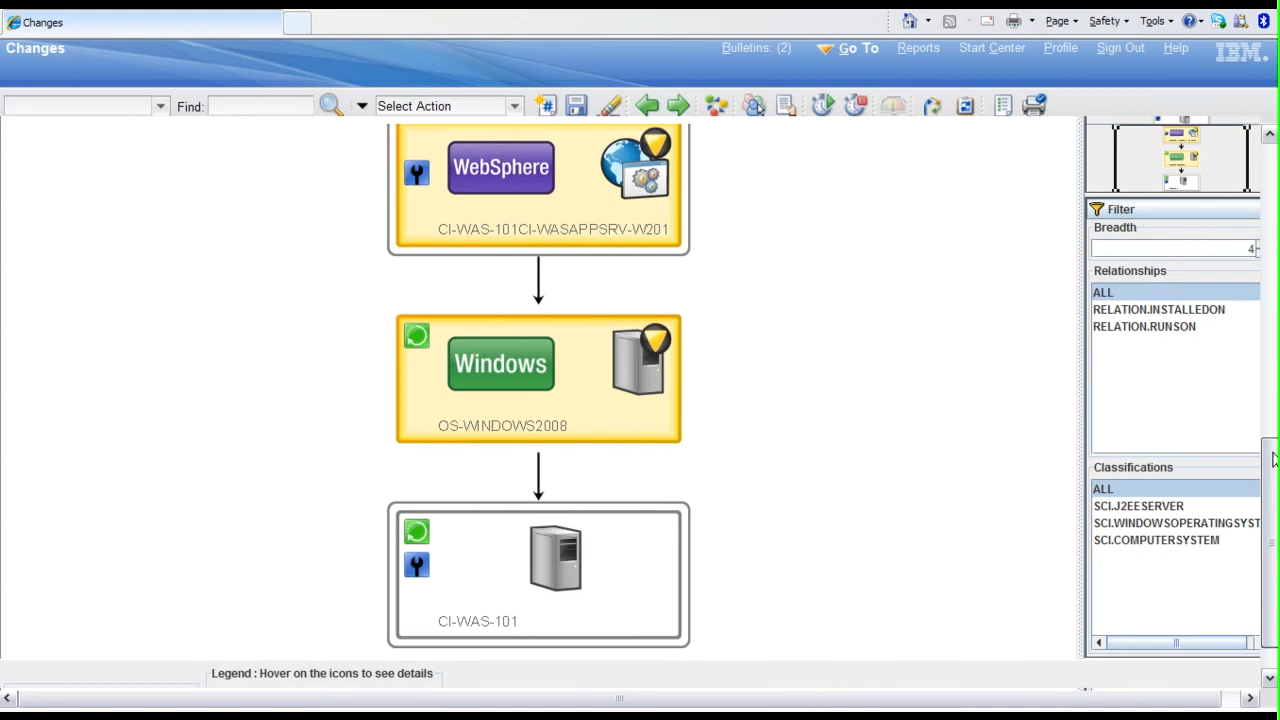 Changes
Page
Safety
Tools
Changes
Bulletins: (2)
Go To
Reports
Start Center
Profile
Sign Out
Help
IBM.
Find:
Select Action
WebSphere
CI-WAS-101CI-WASAPPSRV-W201
Windows
OS-WINDOWS2008
CI-WAS-101
Filter
Breadth
4
Relationships
ALL
RELATION.INSTALLEDON
RELATION.RUNSON
Classifications
ALL
SCI.J2EESERVER
SCI.WINDOWSOPERATINGSYST
SCI.COMPUTERSYSTEM
Legend : Hover on the icons to see details